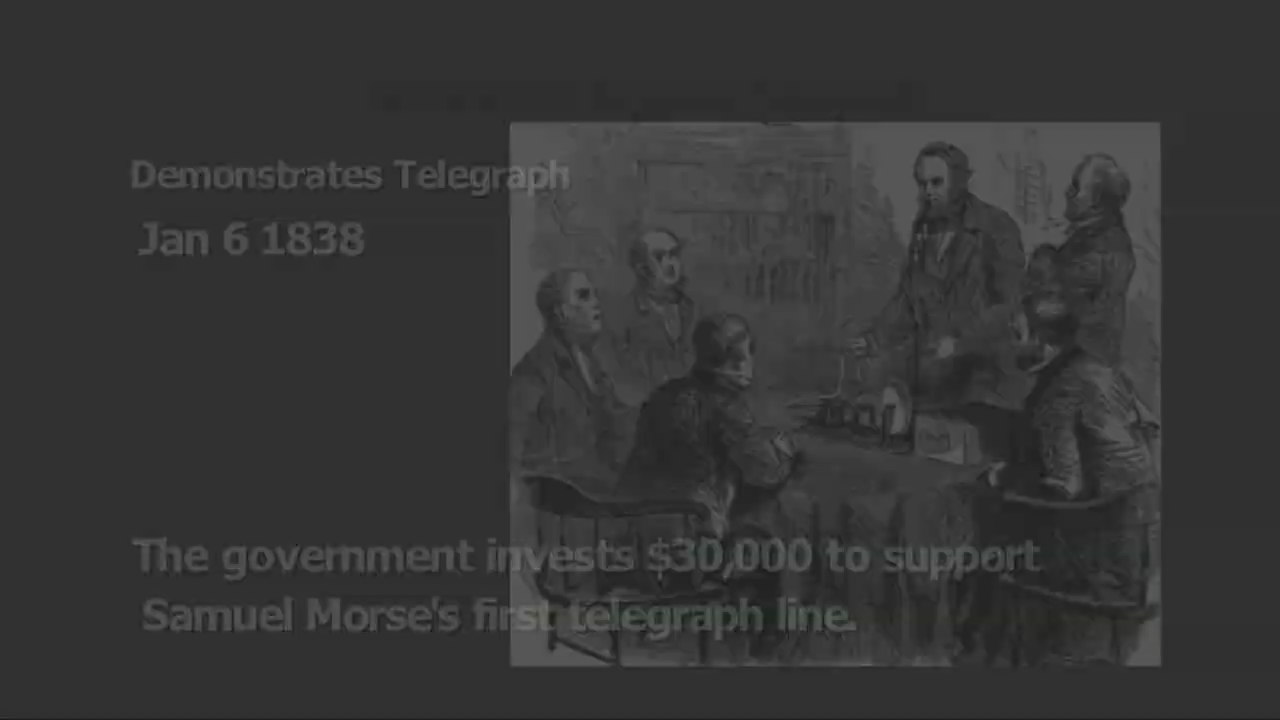 Demonstrates Telegraph
Jan 6 1838
The government invests $30,000 to support
Samuel Morse's first telegraph line.